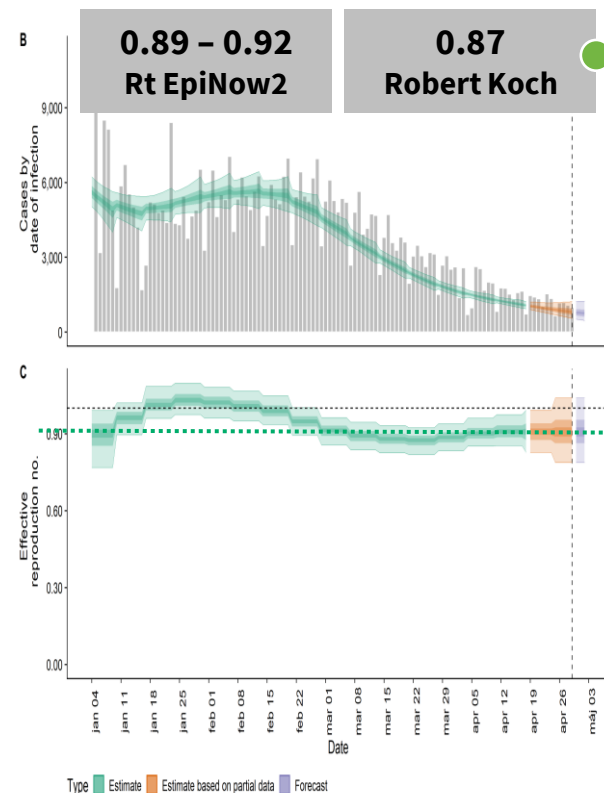 B
0.89 – 0.92
Rt EpiNow2
0.87
Robert Koch
9,000
6,000
3,000
0
Cases by
date of infection
C
0.90
0.60
0.30
0.00
Effective
reproduction no.
jan 04
jan 11
jan 18
jan 25
feb 01
feb 08
feb 15
feb 22
mar 01
mar 08
mar 15
mar 22
mar 29
apr 05
apr 12
apr 19
apr 26
máj 03
Date
Type Estimate Estimate based on partial data Forecast